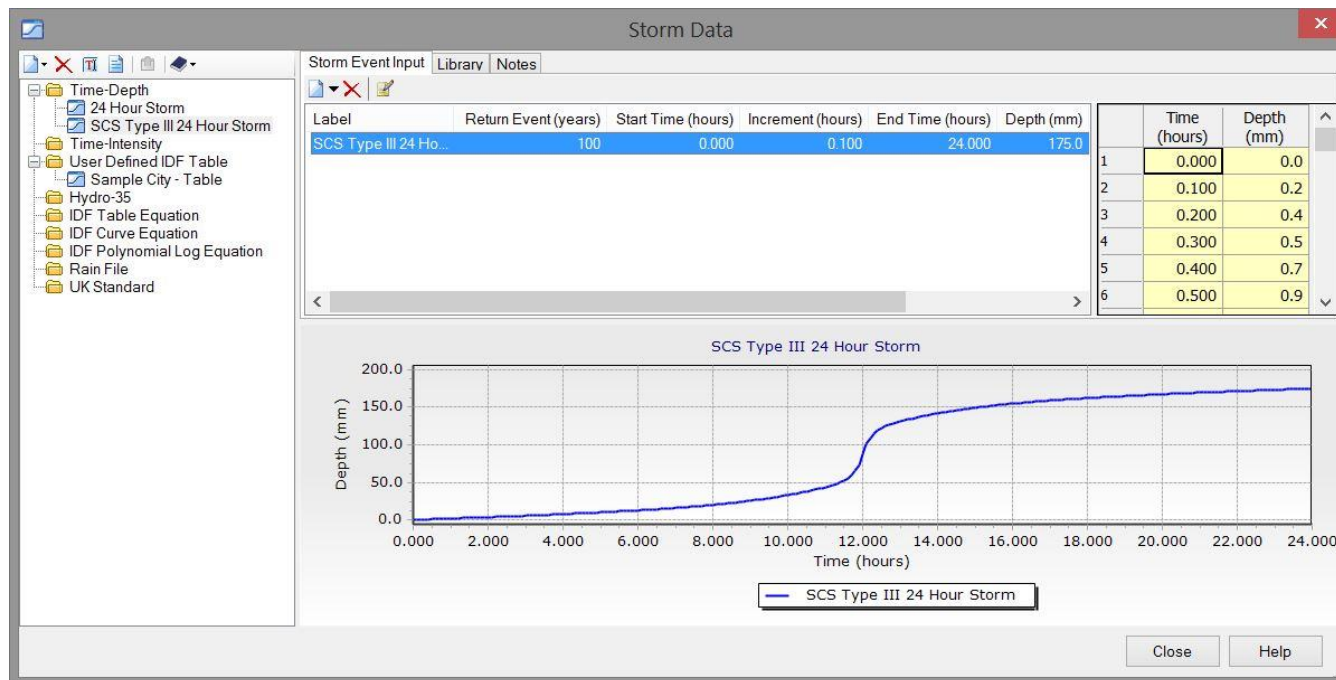 Storm Data
Time-Depth
24 Hour Storm
SCS Type III 24 Hour Storm
Time-Intensity
User Defined IDF Table
Sample City - Table
Hydro-35
IDF Table Equation
IDF Curve Equation
IDF Polynomial Log Equation
Rain File
UK Standard
Storm Event Input Library Notes
Label Return Event (years) Start Time (hours) Increment (hours) End Time (hours) Depth (mm)
SCS Type III 24 Ho... 100 0.000 0.100 24.000 175.0
Time (hours) Depth (mm)
1 0.000 0.0
2 0.100 0.2
3 0.200 0.4
4 0.300 0.5
5 0.400 0.7
6 0.500 0.9
SCS Type III 24 Hour Storm
Depth (mm)
200.0
150.0
100.0
50.0
0.0
0.000 2.000 4.000 6.000 8.000 10.000 12.000 14.000 16.000 18.000 20.000 22.000 24.000
Time (hours)
SCS Type III 24 Hour Storm
Close Help